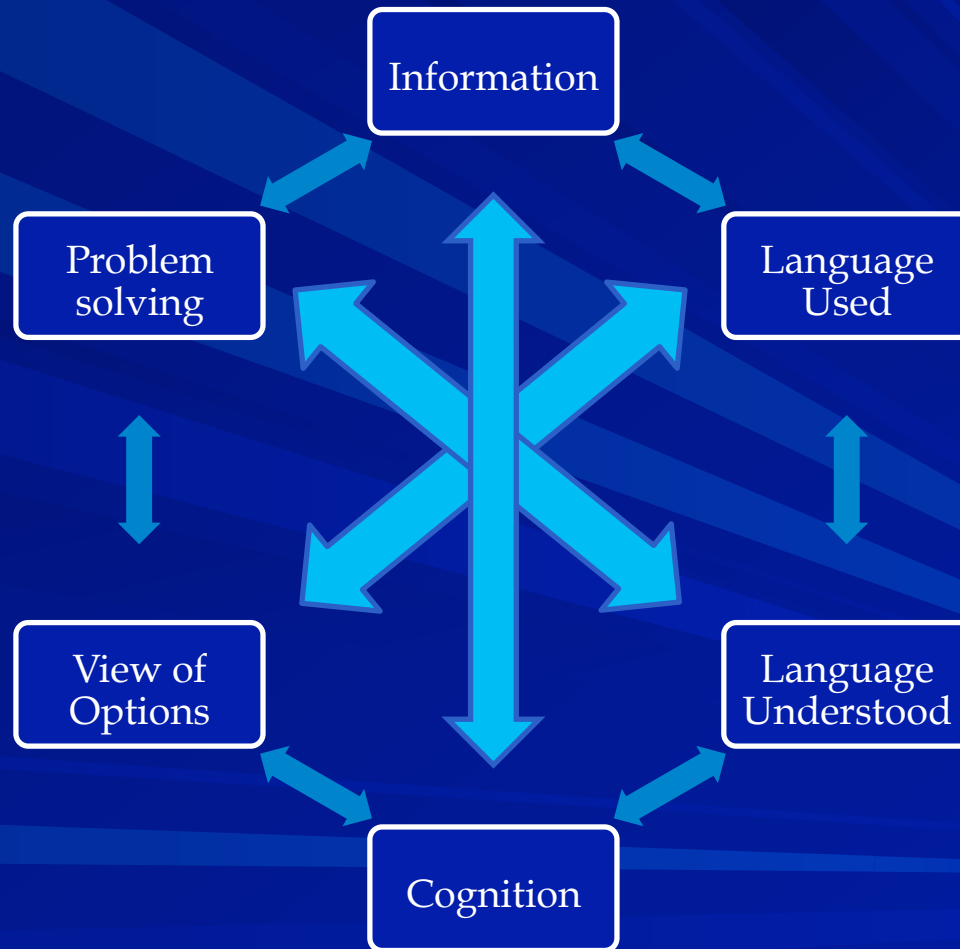 Information
Problem
solving
Language
Used
View of
Options
Language
Understood
Cognition